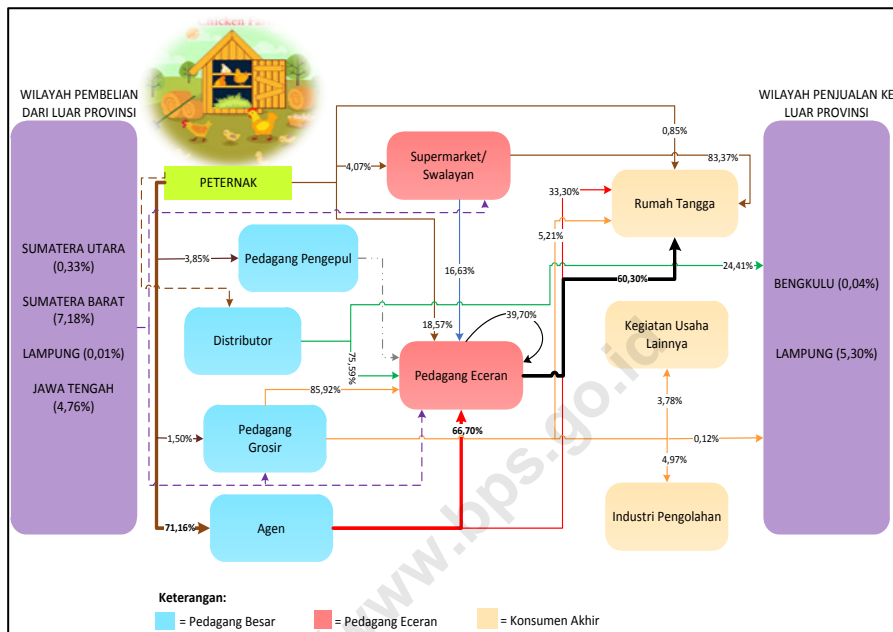 Chicken Farm
WILAYAH PEMBELIAN
DARI LUAR PROVINSI
WILAYAH PENJUALAN KE
LUAR PROVINSI
PETERNAK
4,07%
Supermarket/
Swalayan
0,85%
83,37%
33,30%
Rumah Tangga
5,21%
SUMATERA UTARA
(0,33%)
SUMATERA BARAT
(7,18%)
LAMPUNG (0,01%)
JAWA TENGAH
(4,76%)
3,85%
Pedagang Pengepul
16,63%
60,30%
24,41%
BENGKULU (0,04%)
LAMPUNG (5,30%)
Distributor
18,57%
39,70%
75,59%
Kegiatan Usaha
Lainnya
Pedagang Eceran
85,92%
3,78%
1,50%
Pedagang
Grosir
66,70%
0,12%
4,97%
71,16%
Agen
Industri Pengolahan
www.bps.go.id
Keterangan:
= Pedagang Besar
= Pedagang Eceran
= Konsumen Akhir